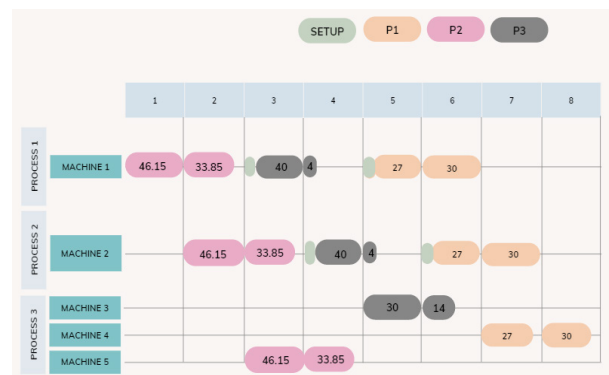 SETUP P1 P2 P3
1 2 3 4 5 6 7 8
PROCESS 1
MACHINE 1 46.15 33.85 40 4 27 30
PROCESS 2
MACHINE 2 46.15 33.85 40 4 27 30
PROCESS 3
MACHINE 3 30 14
MACHINE 4 27 30
MACHINE 5 46.15 33.85